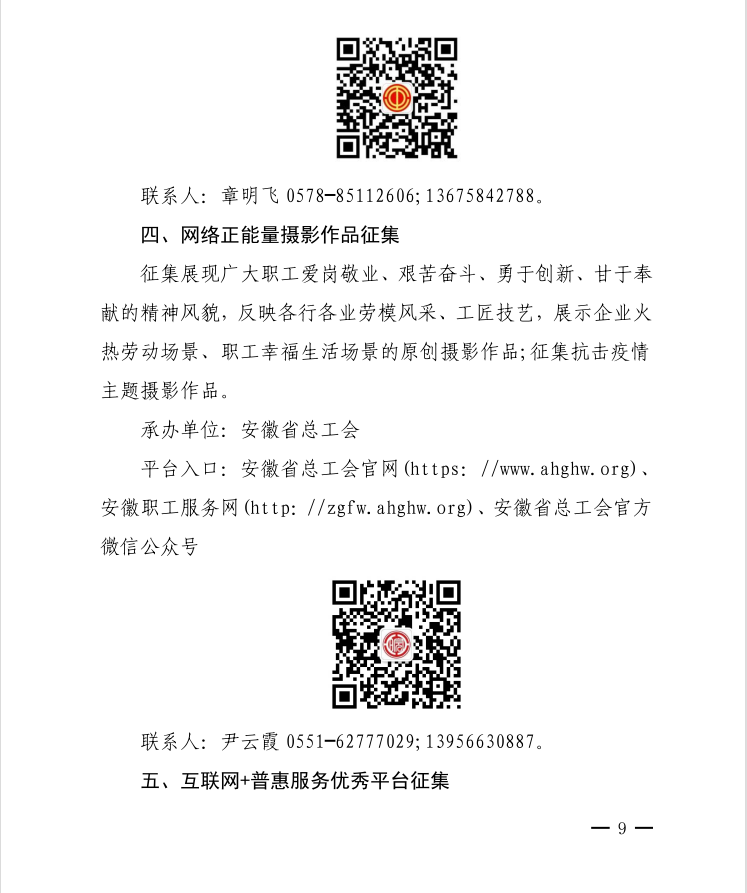 联系人：章明飞 0578-85112606;13675842788。
四、网络正能量摄影作品征集
征集展现广大职工爱岗敬业、艰苦奋斗、勇于创新、甘于奉
献的精神风貌，反映各行各业劳模风采、工匠技艺，展示企业火
热劳动场景、职工幸福生活场景的原创摄影作品;征集抗击疫情
主题摄影作品。
承办单位：安徽省总工会
平台入口：安徽省总工会官网(https：//www.ahghw.org)、
安徽职工服务网(http：//zgfw.ahghw.org)、安徽省总工会官方
微信公众号
联系人：尹云霞 0551-62777029;13956630887。
五、互联网+普惠服务优秀平台征集
— 9 —